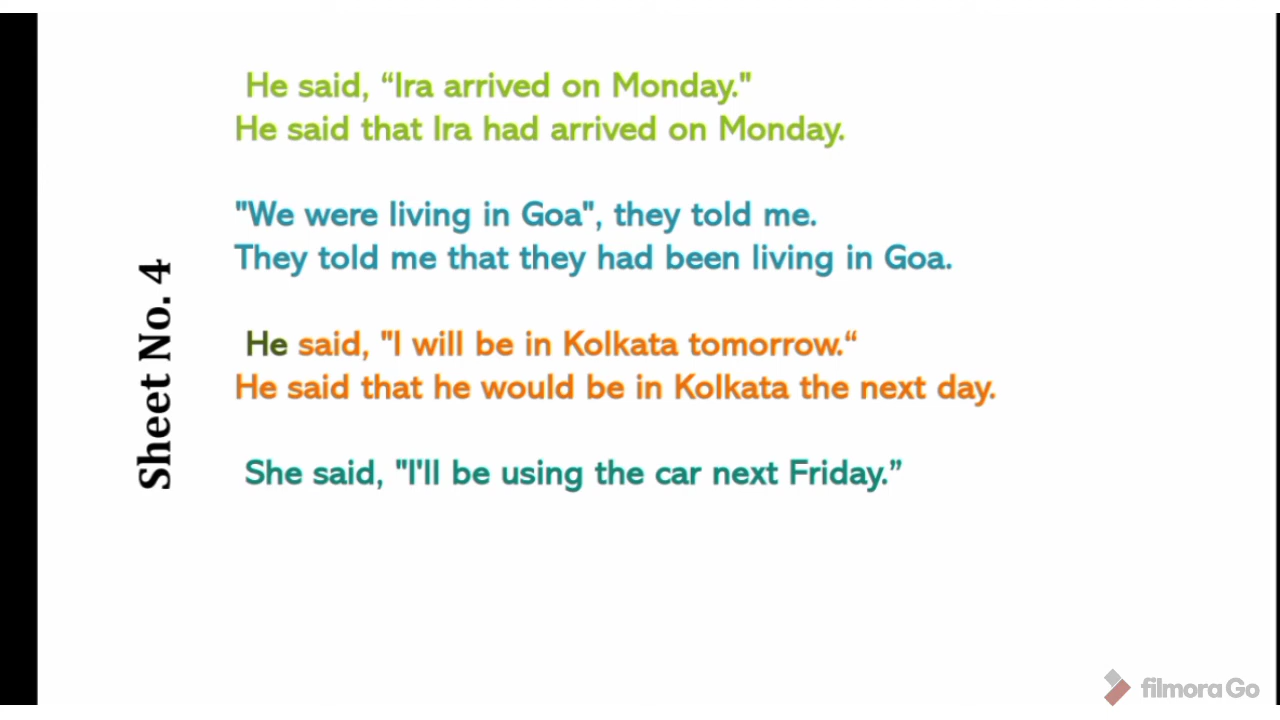 He said, “Ira arrived on Monday."
He said that Ira had arrived on Monday.
"We were living in Goa", they told me.
They told me that they had been living in Goa.
He said, "I will be in Kolkata tomorrow.“
He said that he would be in Kolkata the next day.
She said, "I'll be using the car next Friday.”
Sheet No. 4
filmoraGo